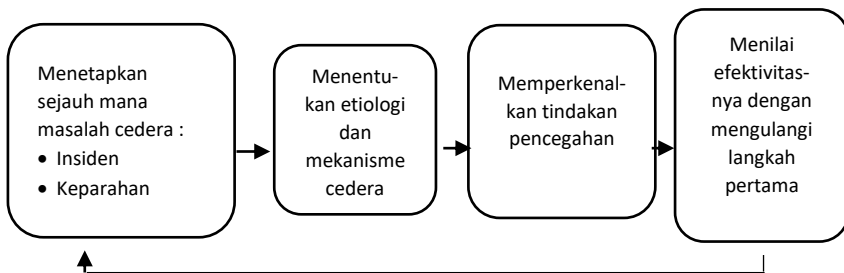 Menetapkan
sejauh mana
masalah cedera :
• Insiden
• Keparahan
Menentu-
kan etiologi
dan
mekanisme
cedera
Memperkenal-
kan tindakan
pencegahan
Menilai
efektivitas-
nya dengan
mengulangi
langkah
pertama